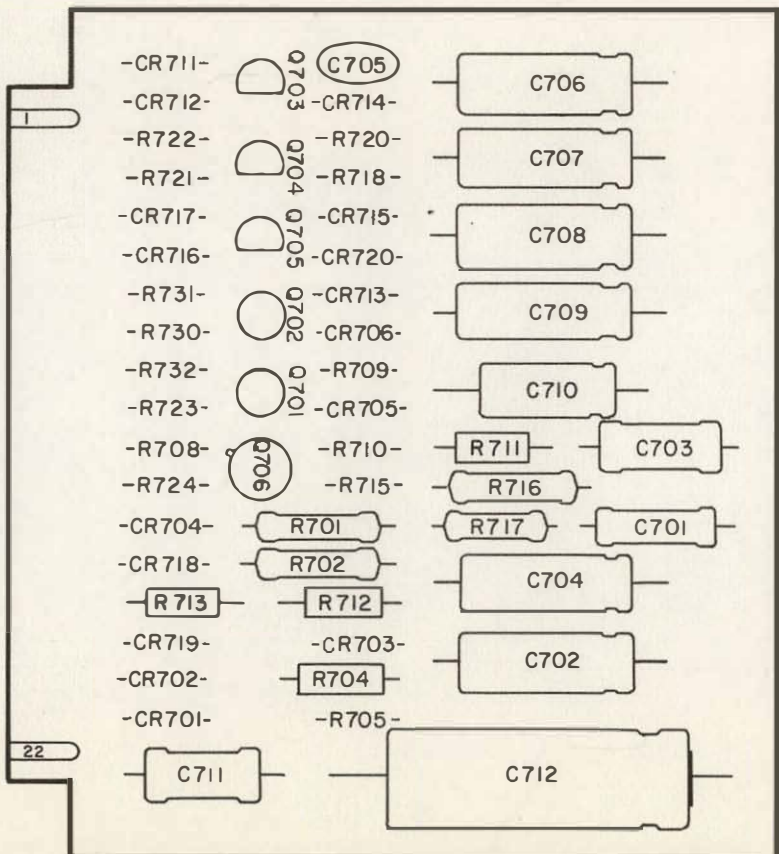 -CR711-
Q703
C705
C706
-CR712-
-CR714-
1
-R722-
-R720-
Q704
C707
-R721-
-R718-
-CR717-
-CR715-
Q705
C708
-CR716-
-CR720-
-R731-
-CR713-
Q702
C709
-R730-
-CR706-
-R732-
-R709-
Q701
C710
-R723-
-CR705-
-R708-
Q706
-R710-
R711
C703
-R724-
-R715-
R716
-CR704-
R701
R717
C701
-CR718-
R702
C704
R713
R712
-CR719-
-CR703-
C702
-CR702-
R704
-CR701-
-R705-
22
C711
C712